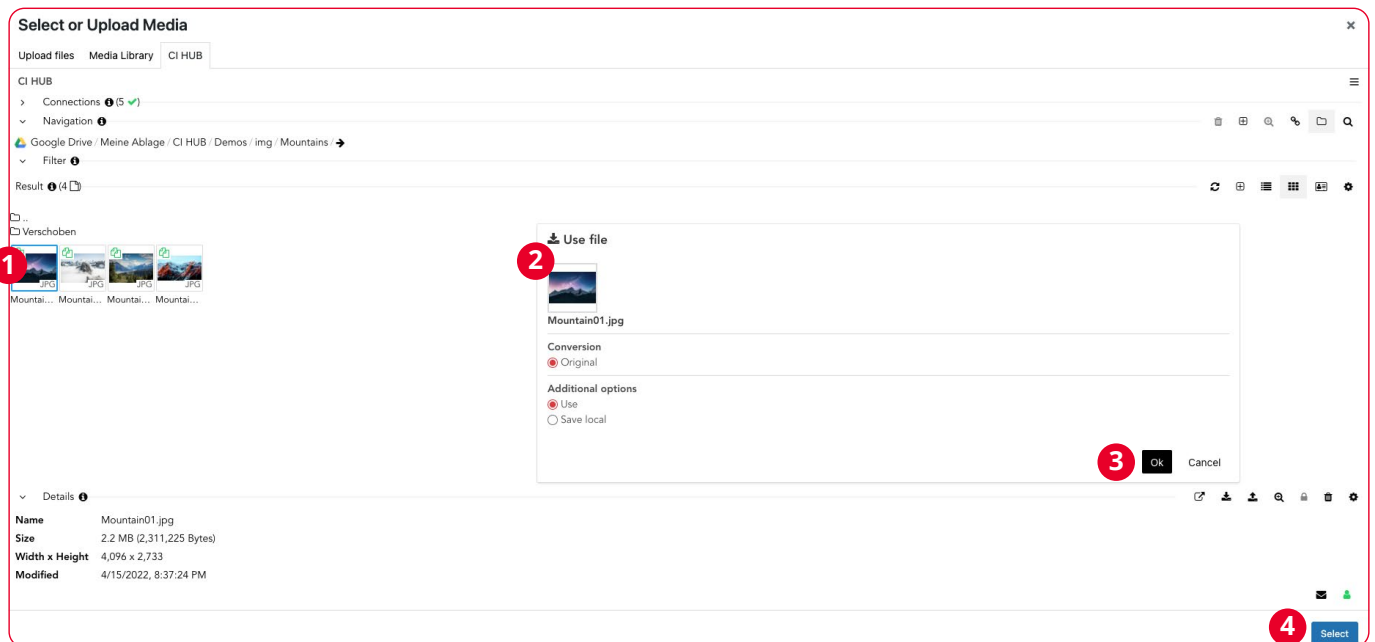 Select or Upload Media ×
Upload files Media Library CI HUB
CI HUB
Connections (5 ✔)
Navigation
Google Drive / Meine Ablage / CI HUB / Demos / img / Mountains /
Filter
Result (4)
..
Verschoben
1
JPG JPG JPG JPG
Mountai... Mountai... Mountai... Mountai...
Use file
2
Mountain01.jpg
Conversion
Original
Additional options
Use
Save local
3 Ok Cancel
Details
Name Mountain01.jpg
Size 2.2 MB (2,311,225 Bytes)
Width x Height 4,096 x 2,733
Modified 4/15/2022, 8:37:24 PM
4 Select